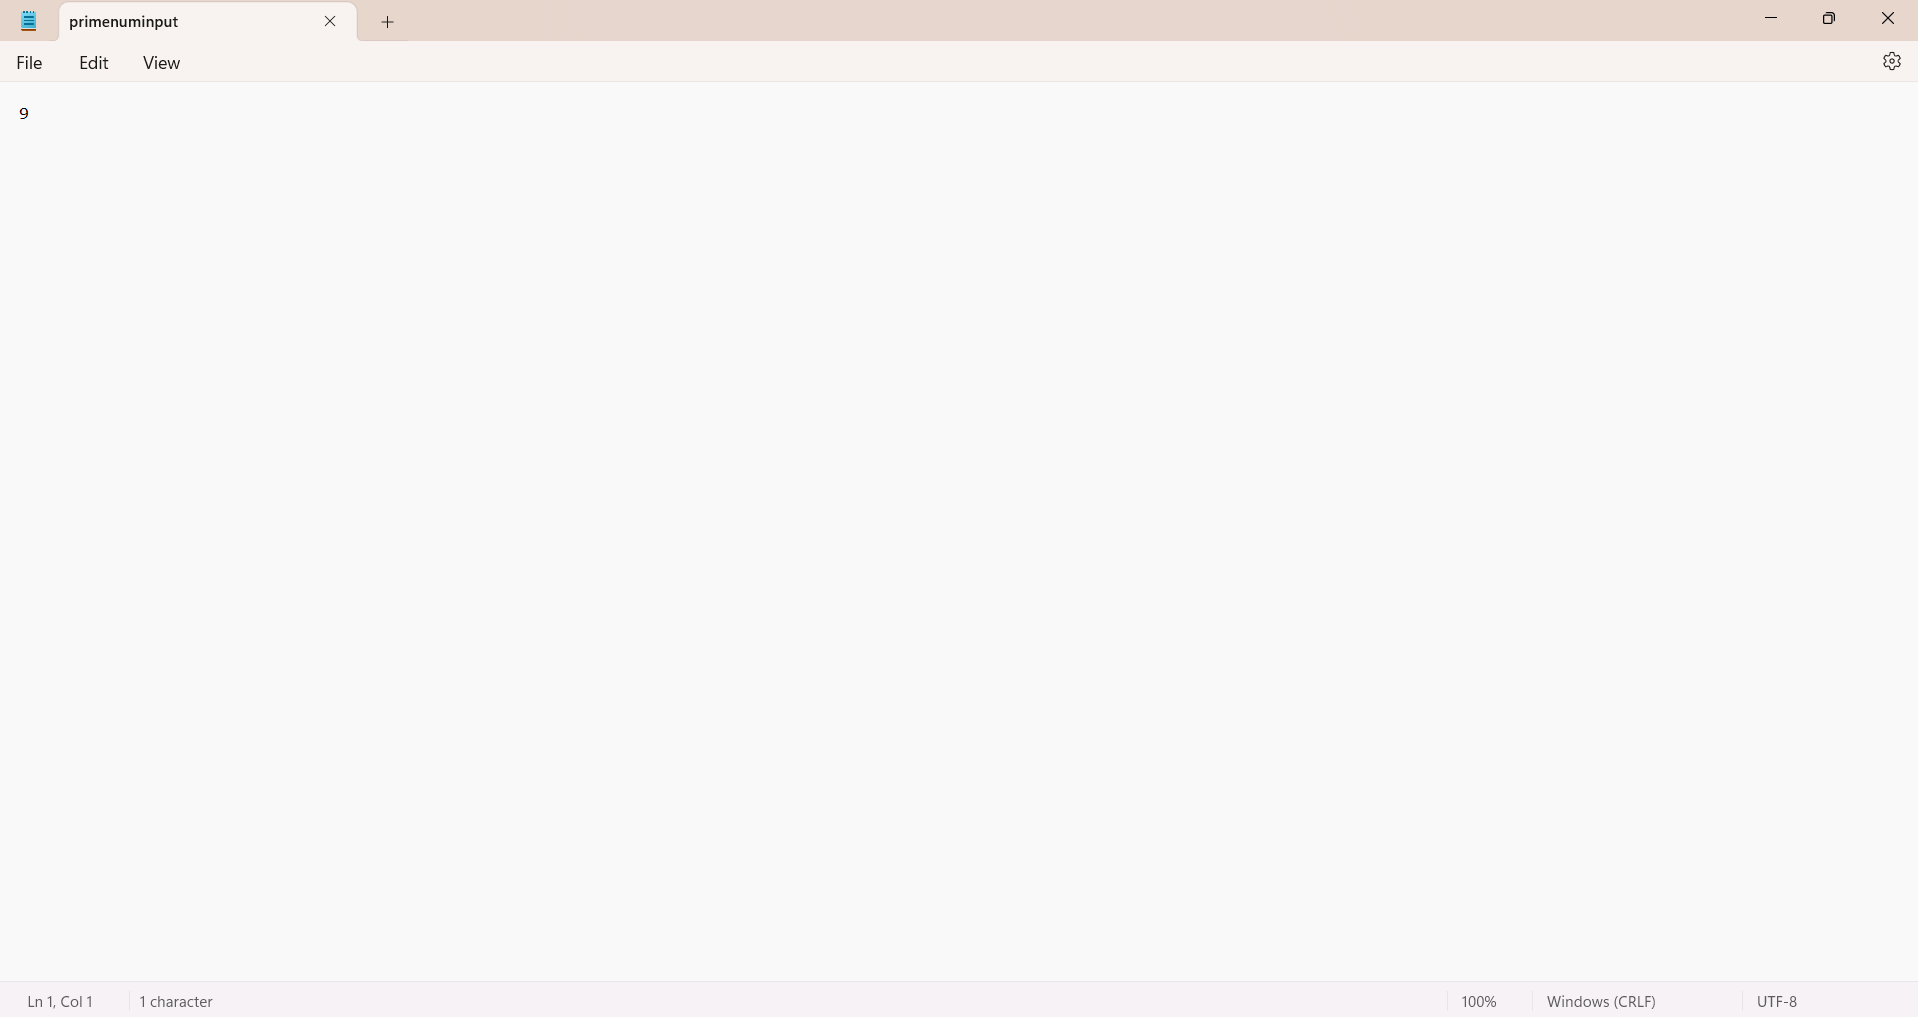 primenuminput
File Edit View
9
Ln 1, Col 1 1 character 100% Windows (CRLF) UTF-8